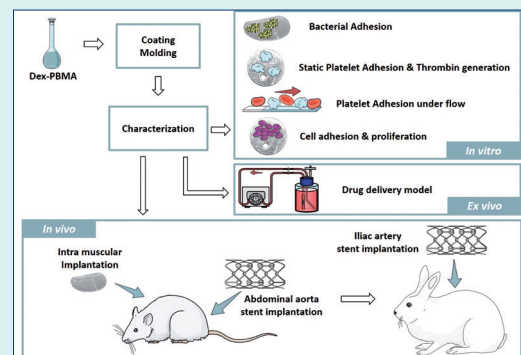 Dex-PBMA
Coating
Molding
Characterization
Bacterial Adhesion
Static Platelet Adhesion & Thrombin generation
Platelet Adhesion under flow
Cell adhesion & proliferation
In vitro
Drug delivery model
Ex vivo
In vivo
Intra muscular
Implantation
Abdominal aorta
stent implantation
Iliac artery
stent implantation